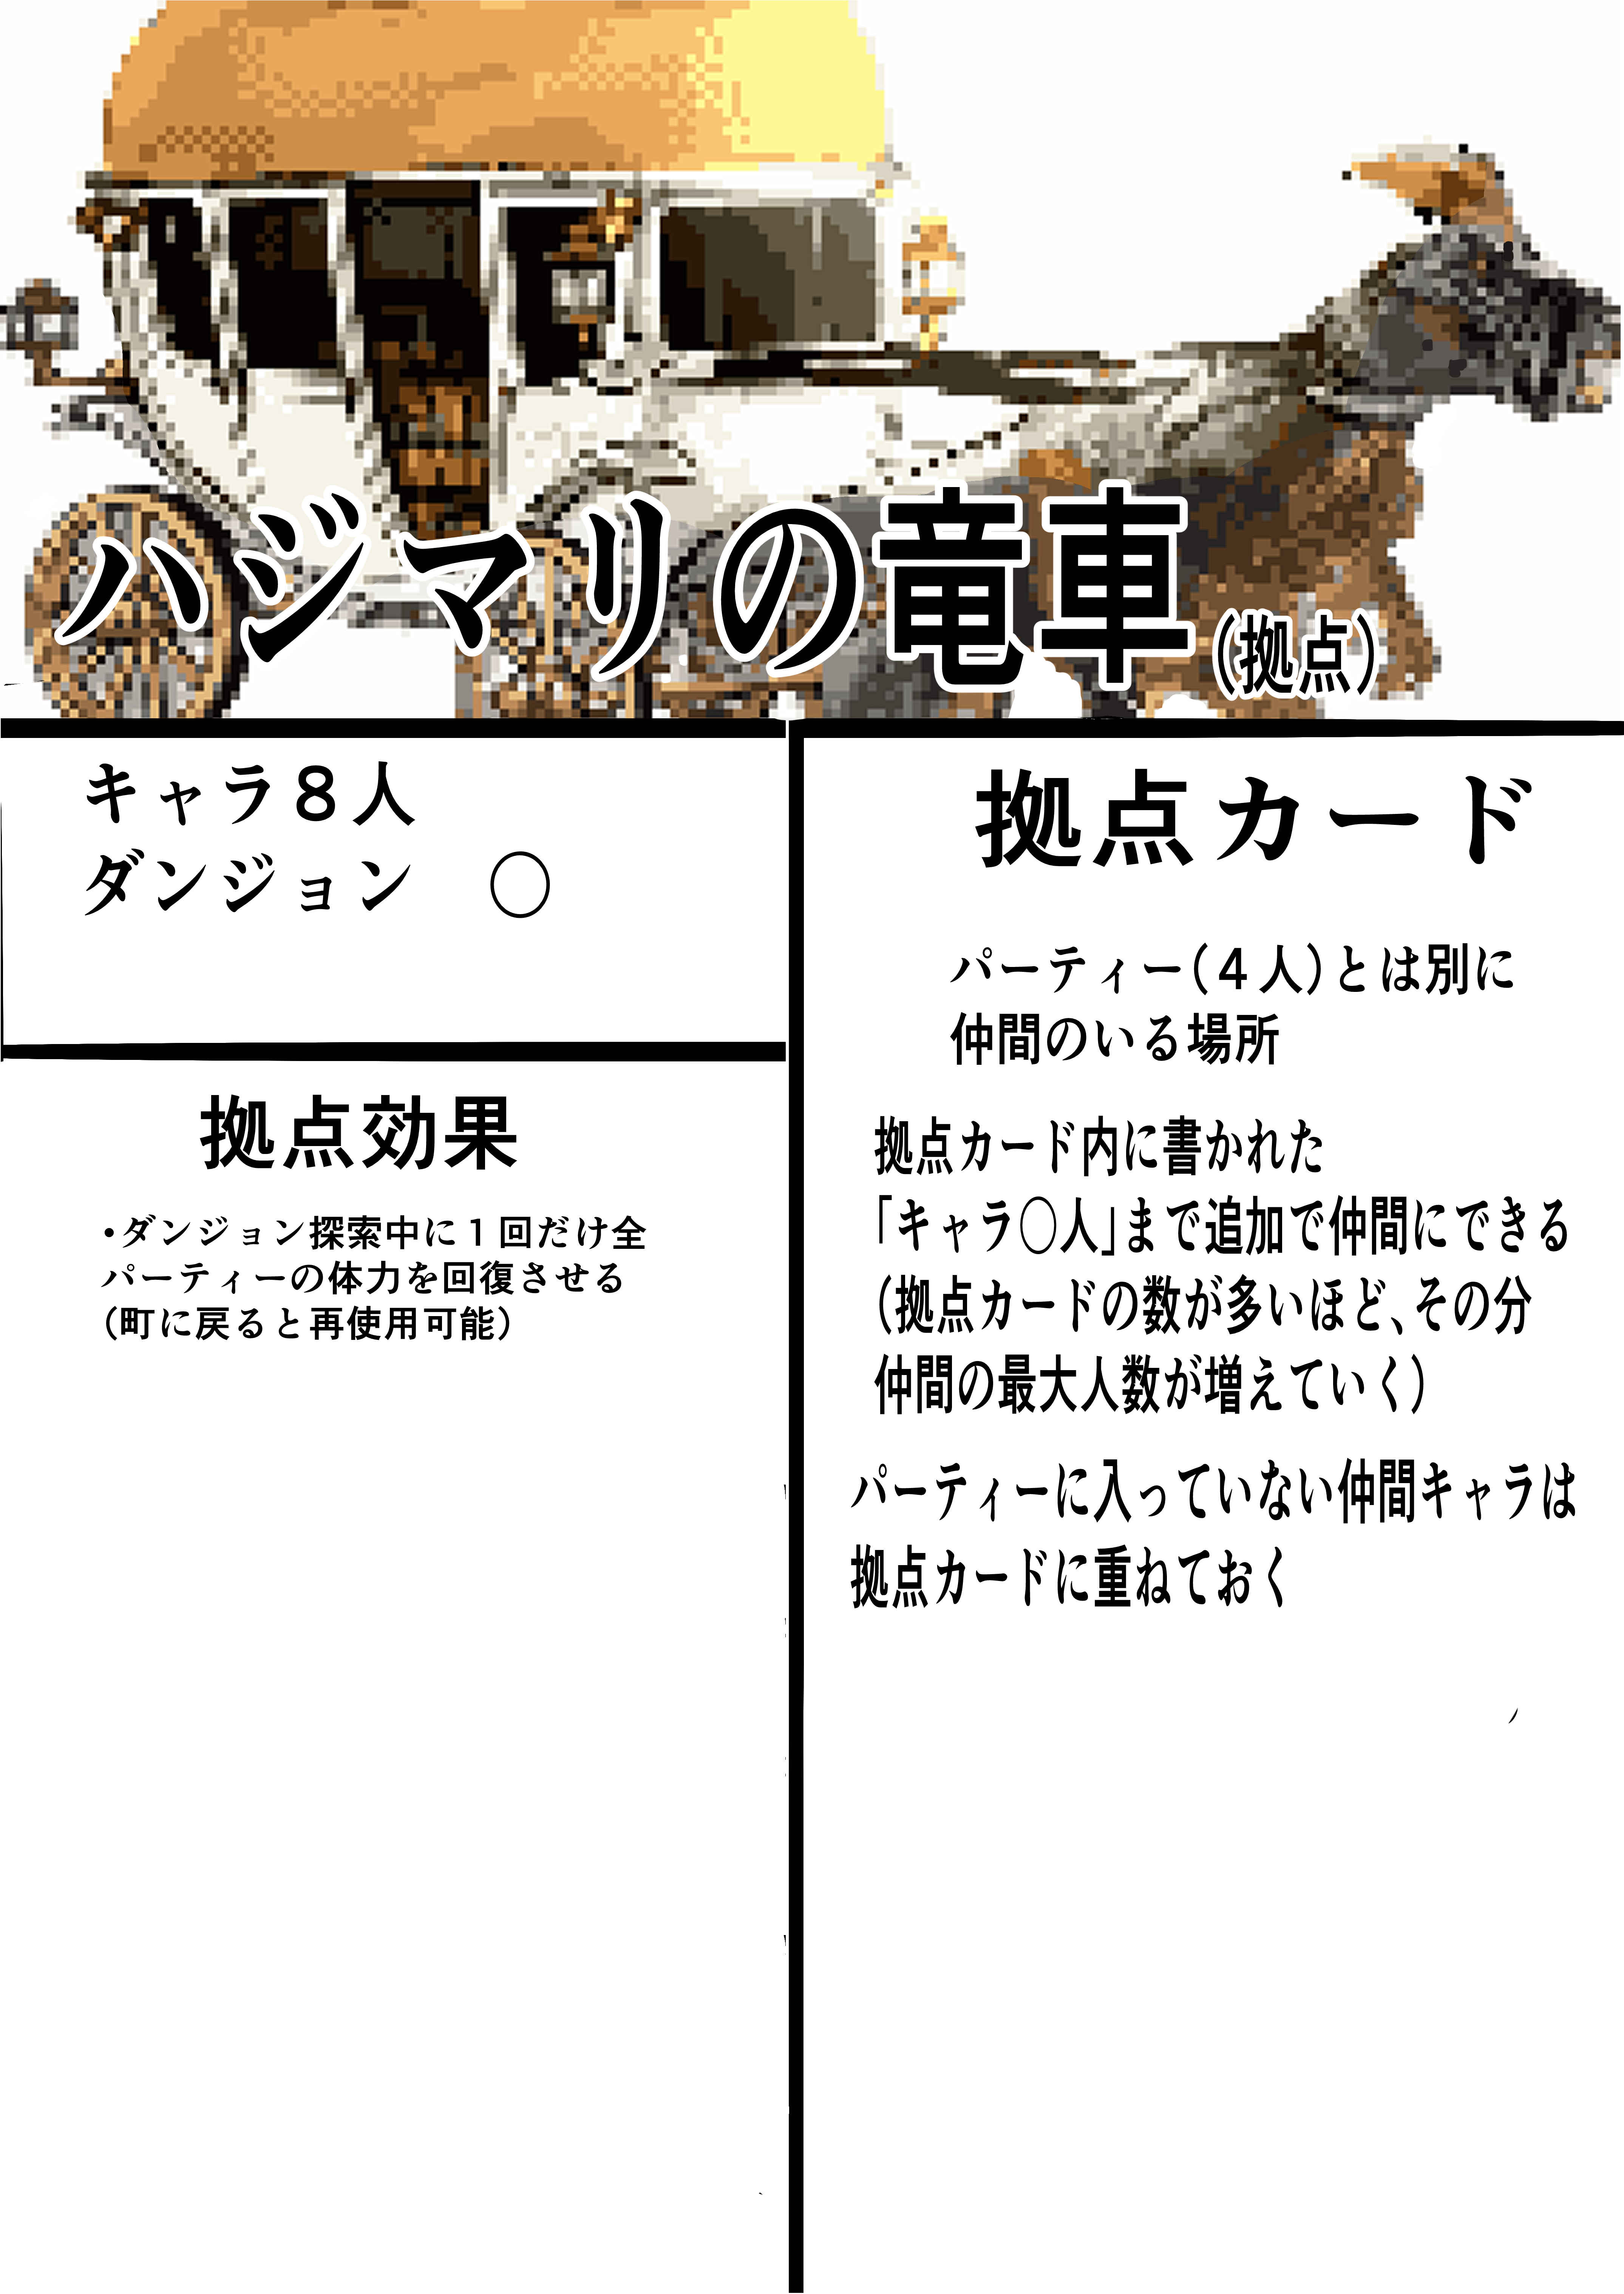 ハジマリの竜車(拠点)
キャラ8人
ダンジョン　○
拠点効果
・ダンジョン探索中に1回だけ全
パーティーの体力を回復させる
(町に戻ると再使用可能)
拠点カード
パーティー(4人)とは別に
仲間のいる場所
拠点カード内に書かれた
「キャラ○人」まで追加で仲間にできる
(拠点カードの数が多いほど、その分
仲間の最大人数が増えていく)
パーティーに入っていない仲間キャラは
拠点カードに重ねておく